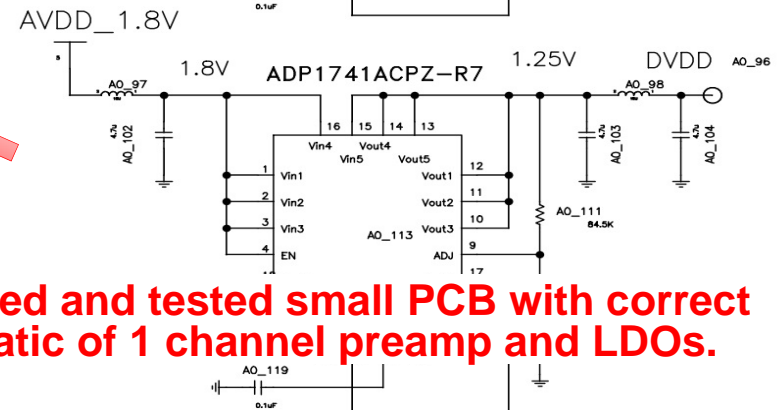 0.1uF
AVDD_1.8V
1.8V
ADP1741ACPZ-R7
1.25V
DVDD
A0_96
A0_97
A0_98
4.7u
A0_102
4.7u
A0_103
4.7u
A0_104
16 15 14 13
Vin4 Vout4
Vin5 Vout5
1 Vin1 Vout1 12
2 Vin2 Vout2 11
3 Vin3 Vout3 10
4 EN ADJ 9
A0_113
A0_111
84.5K
17
ed and tested small PCB with correct
atic of 1 channel preamp and LDOs.
A0_119
0.1uF